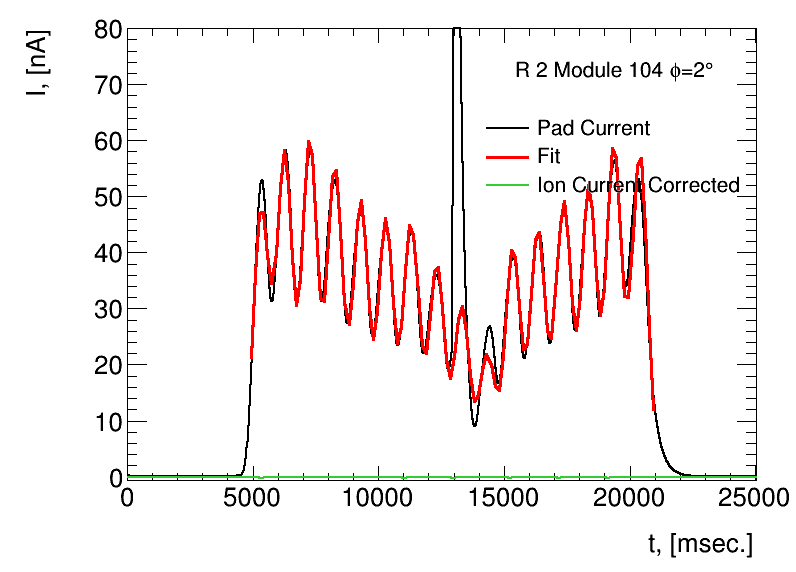 I, [nA]
80
70
60
50
40
30
20
10
0
R 2 Module 104 ϕ=2°
Pad Current
Fit
Ion Current Corrected
0 5000 10000 15000 20000 25000
t, [msec.]